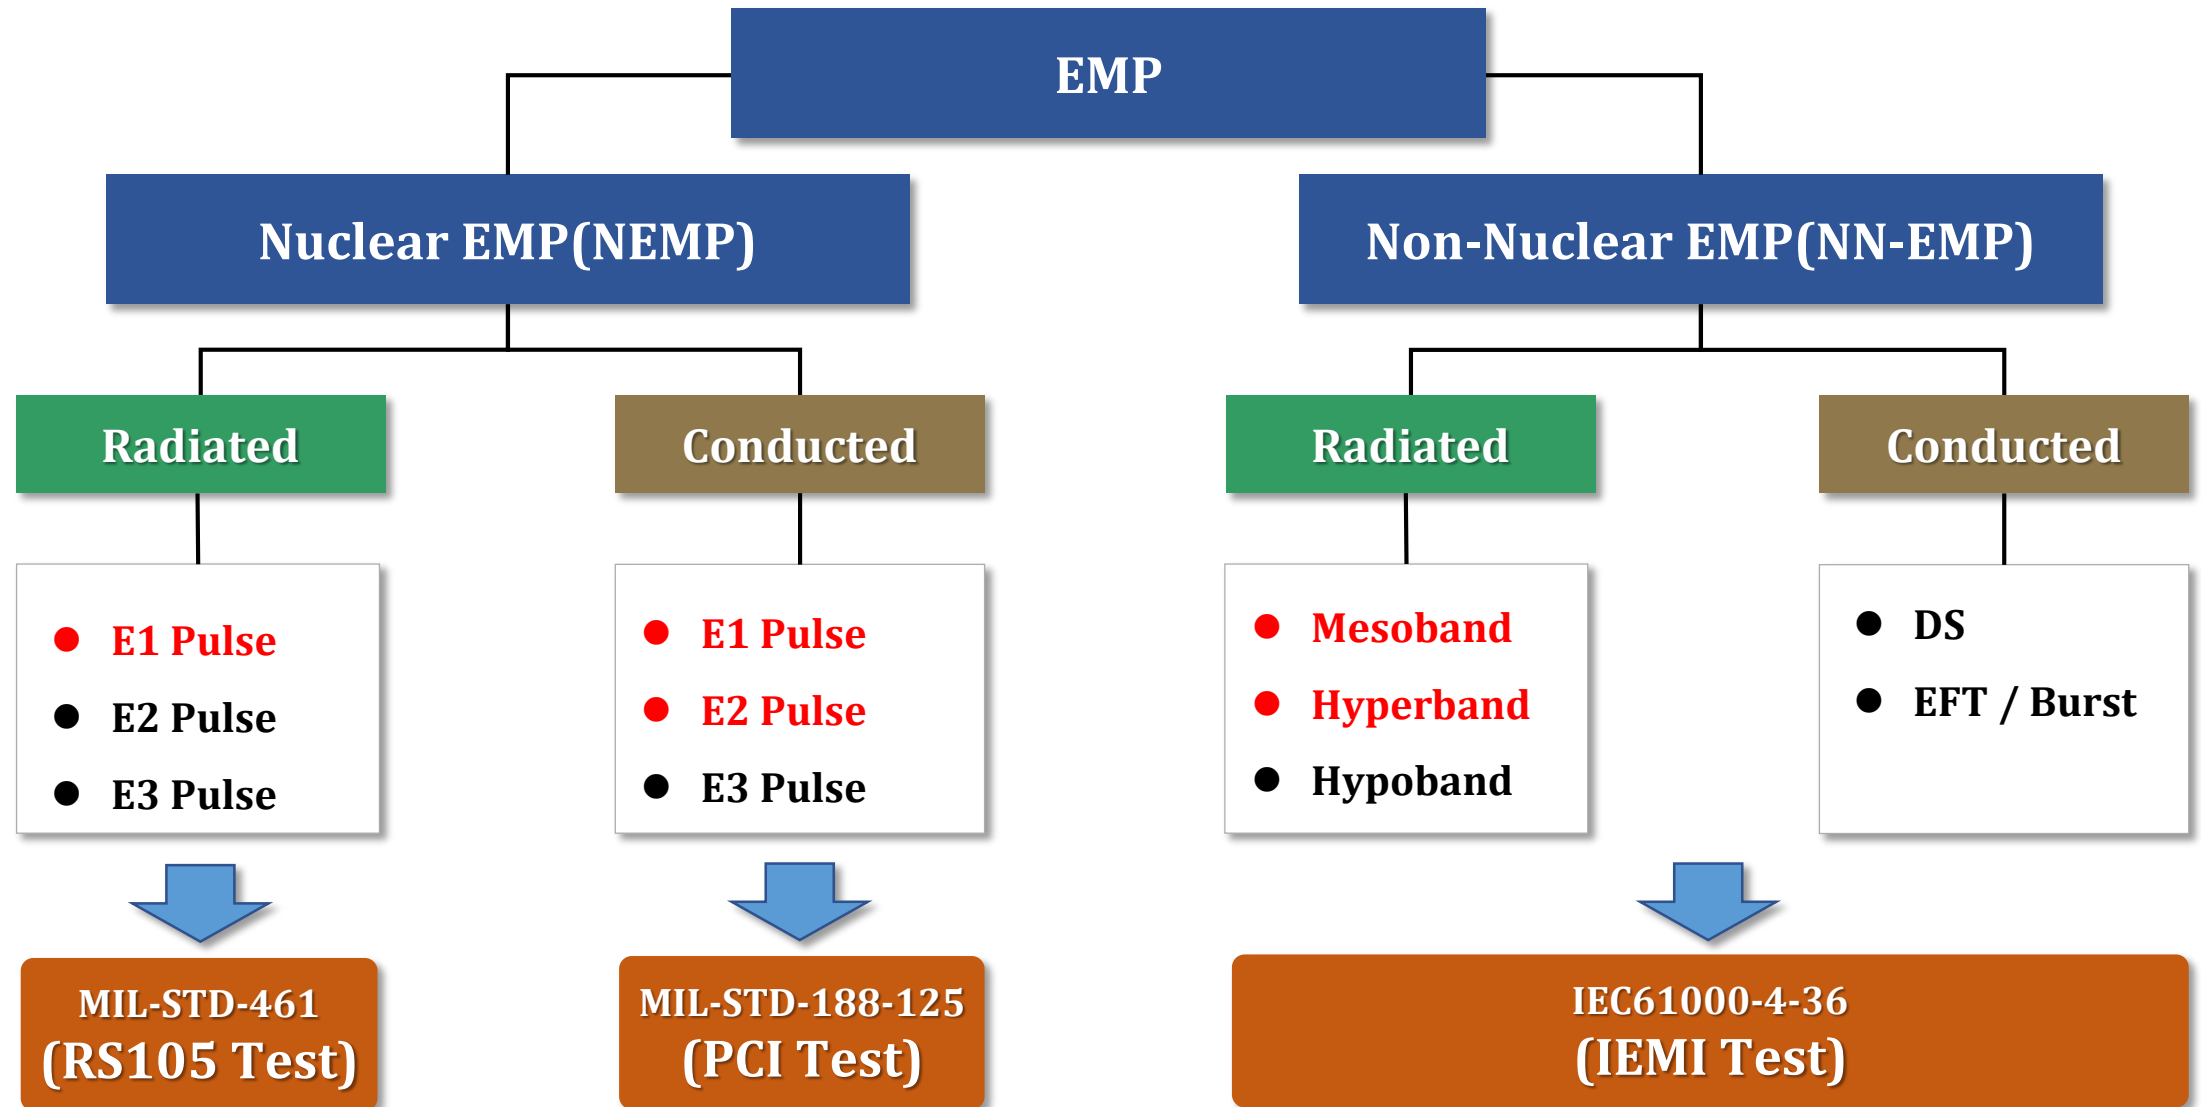 EMP
Nuclear EMP(NEMP)
Non-Nuclear EMP(NN-EMP)
Radiated
Conducted
Radiated
Conducted
E1 Pulse
E2 Pulse
E3 Pulse
E1 Pulse
E2 Pulse
E3 Pulse
Mesoband
Hyperband
Hypoband
DS
EFT / Burst
MIL-STD-461
(RS105 Test)
MIL-STD-188-125
(PCI Test)
IEC61000-4-36
(IEMI Test)